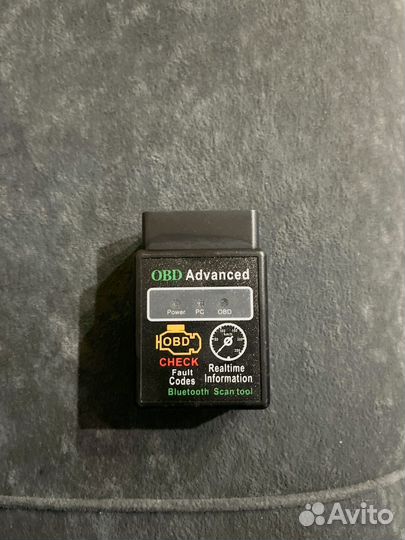 OBD Advanced
Power PC OBD
OBD
CHECK
Fault
Codes
Realtime
Information
Bluetooth Scan tool
Avito